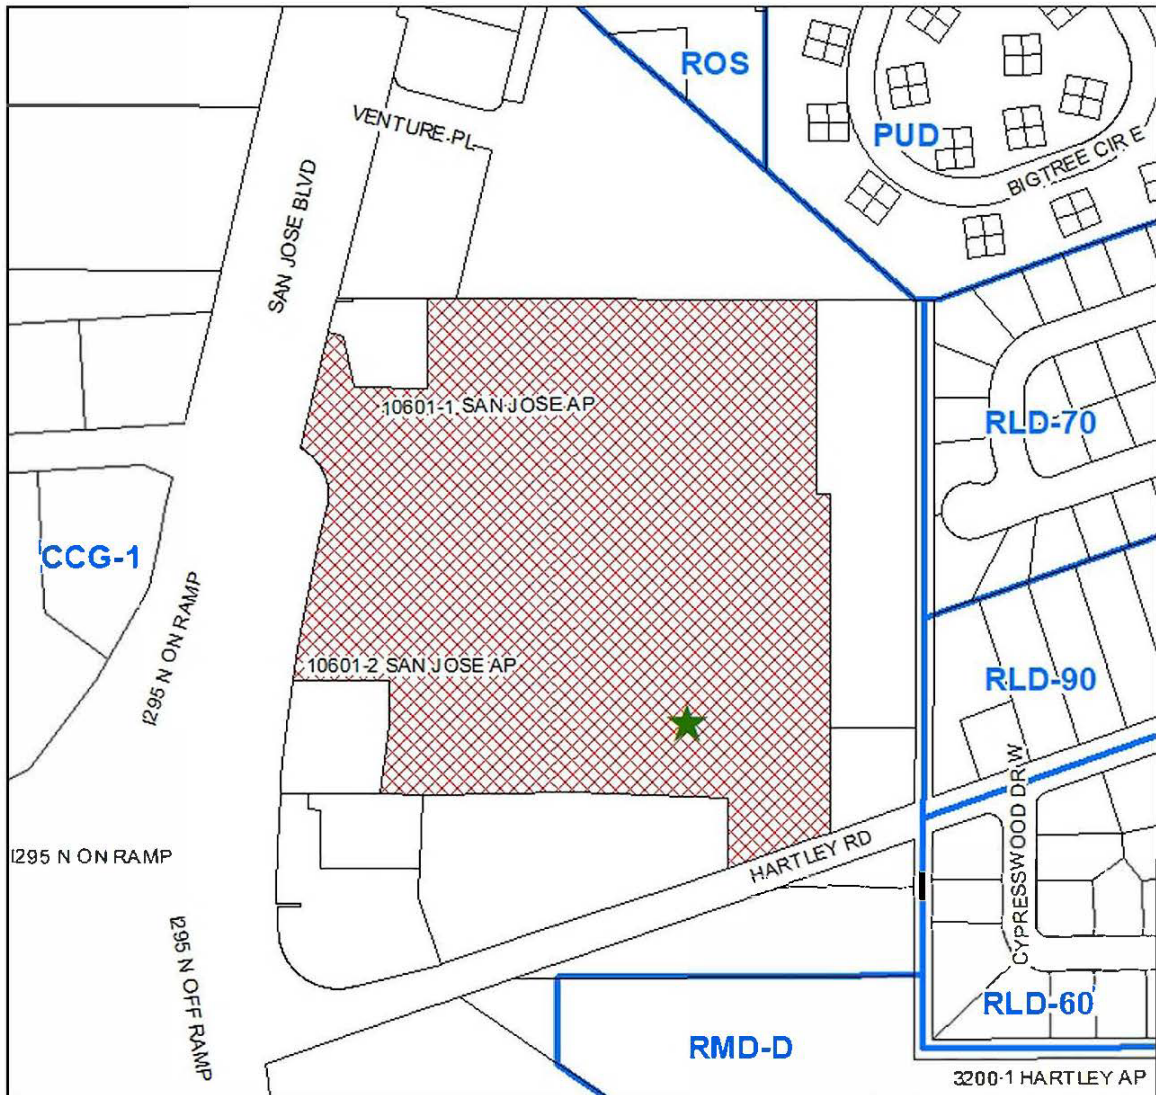 ROS
PUD
VENTURE PL
BIGTREE CIR E
SAN JOSE BLVD
10601-1 SAN JOSE AP
RLD-70
CCG-1
I295 N ON RAMP
10601-2 SAN JOSE AP
RLD-90
CYPRESSWOOD DR W
HARTLEY RD
I295 N ON RAMP
I295 N OFF RAMP
RLD-60
RMD-D
3200-1 HARTLEY AP